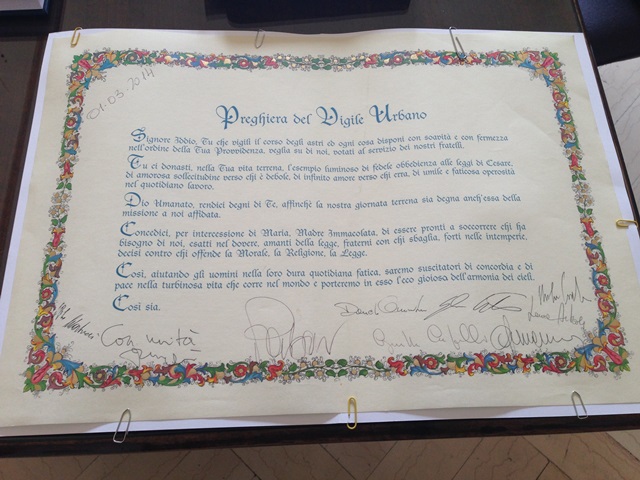 01.03.2014
Preghiera del Vigile Urbano
Signore Iddio, Tu che vigili il corso degli astri ed ogni cosa disponi con soavità e con fermezza
nell'ordine della Tua Provvidenza, veglia su di noi, votati al servizio dei nostri fratelli.
Tu ci donasti, nella Tua vita terrena, l'esempio luminoso di fedele obbedienza alle leggi di Cesare,
di amorosa sollecitudine verso chi è debole, di infinito amore verso chi erra, di umile e faticosa operosità
nel quotidiano lavoro.
Dio Umanato, rendici degni di Te, affinchè la nostra giornata terrena sia degna anch'essa della
missione a noi affidata.
Concedici, per intercessione di Maria, Madre Immacolata, di essere pronti a soccorrere chi ha
bisogno di noi, esatti nel dovere, amanti della legge, fraterni con chi sbaglia, forti nelle intemperie,
decisi contro chi offende la Morale, la Religione, la Legge.
Così, aiutando gli uomini nella loro dura quotidiana fatica, saremo suscitatori di concordia e di
pace nella turbinosa vita che corre nel mondo e porteremo in esso l'eco gioiosa dell'armonia dei cieli.
Così sia.
Con unità